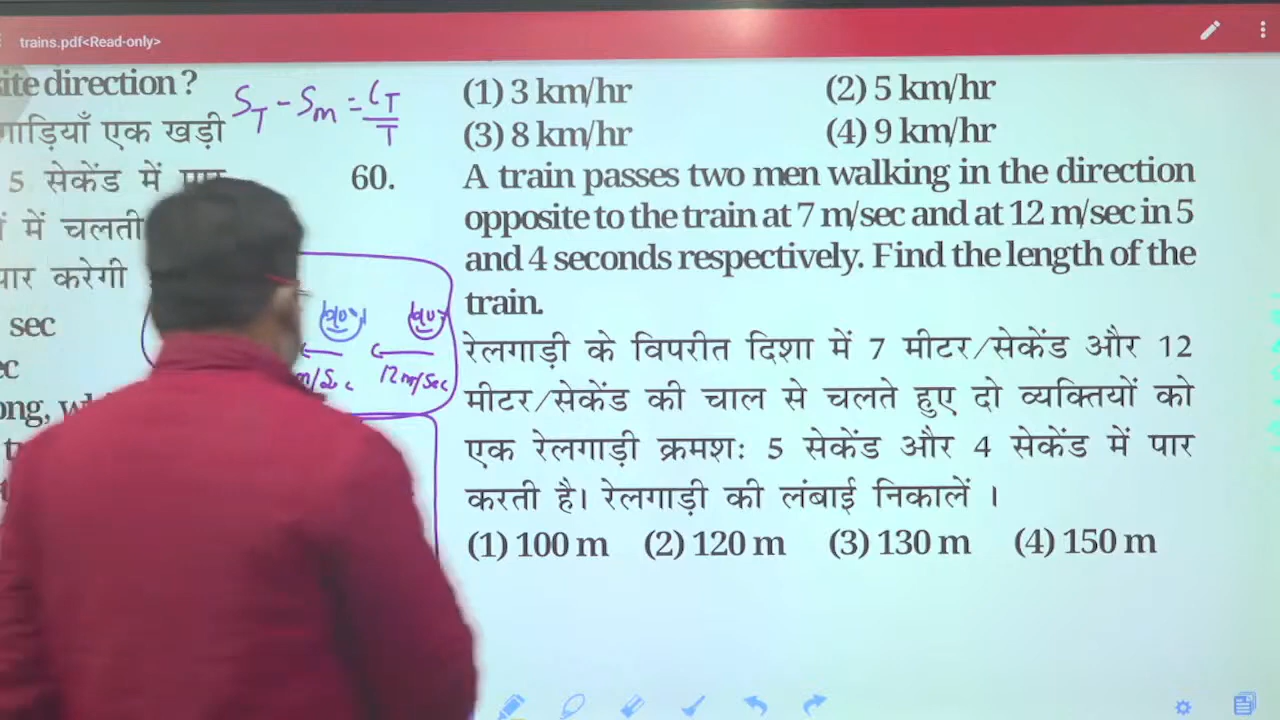 trains.pdf<Read-only>
ite direction ?
गाड़ियाँ एक खड़ी
5 सेकेंड में पार
में चलती
पार करेगी
sec
ong,
S_T - S_m = L_T/T
12 m/Sec
(1) 3 km/hr (2) 5 km/hr
(3) 8 km/hr (4) 9 km/hr
60. A train passes two men walking in the direction
opposite to the train at 7 m/sec and at 12 m/sec in 5
and 4 seconds respectively. Find the length of the
train.
रेलगाड़ी के विपरीत दिशा में 7 मीटर/सेकेंड और 12
मीटर/सेकेंड की चाल से चलते हुए दो व्यक्तियों को
एक रेलगाड़ी क्रमशः 5 सेकेंड और 4 सेकेंड में पार
करती है। रेलगाड़ी की लंबाई निकालें ।
(1) 100 m (2) 120 m (3) 130 m (4) 150 m